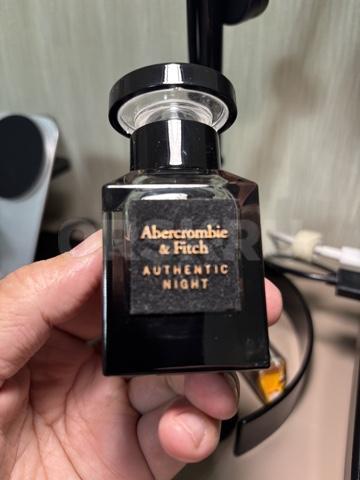 Abercrombie
& Fitch
AUTHENTIC
NIGHT